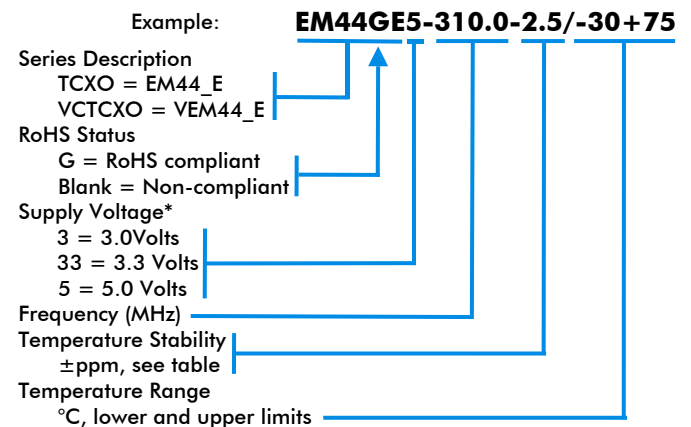 Example: EM44GE5-310.0-2.5/-30+75
Series Description
TCXO = EM44_E
VCTCXO = VEM44_E
RoHS Status
G = RoHS compliant
Blank = Non-compliant
Supply Voltage*
3 = 3.0Volts
33 = 3.3 Volts
5 = 5.0 Volts
Frequency (MHz)
Temperature Stability
±ppm, see table
Temperature Range
°C, lower and upper limits